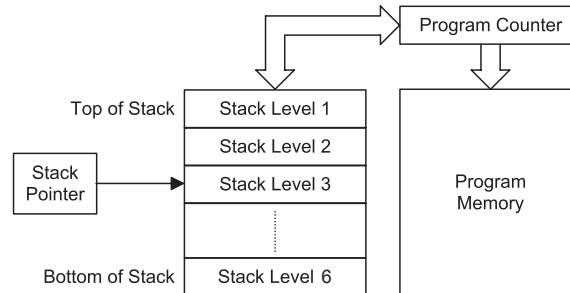 Program Counter
Top of Stack
Stack Level 1
Stack Level 2
Stack
Pointer
Stack Level 3
Program
Memory
Bottom of Stack
Stack Level 6